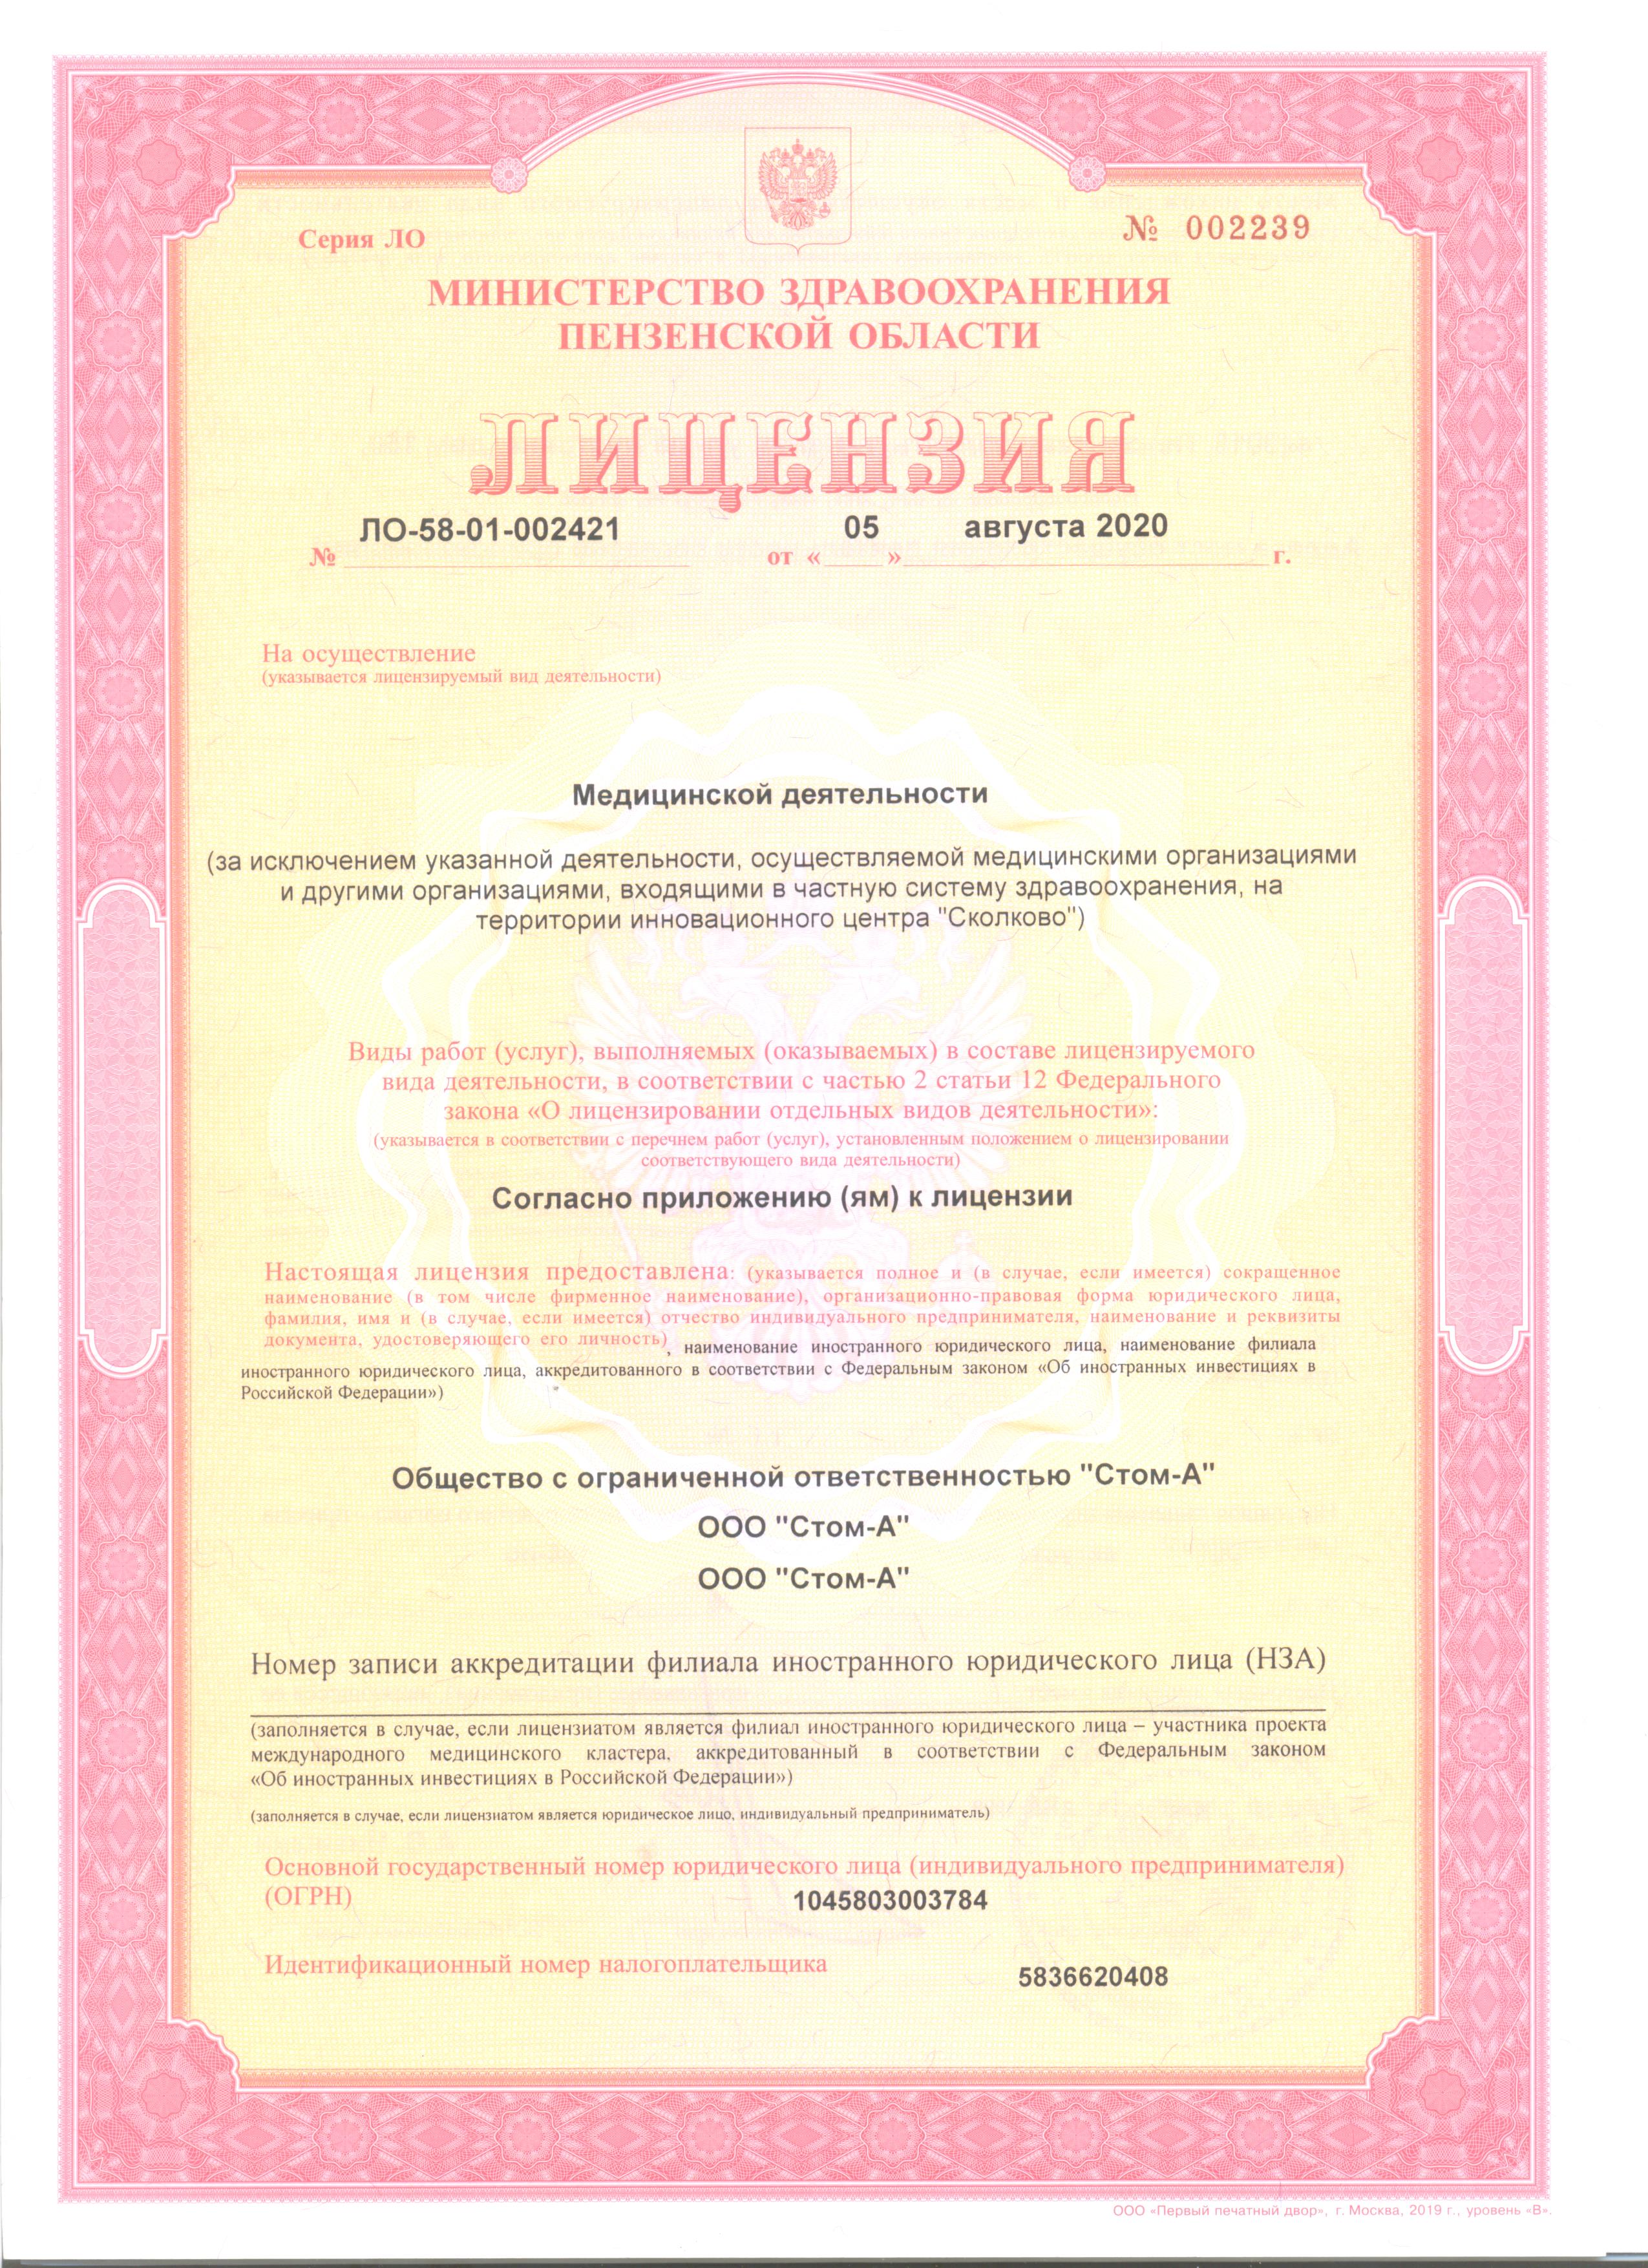 Серия ЛО
№ 002239
МИНИСТЕРСТВО ЗДРАВООХРАНЕНИЯ
ПЕНЗЕНСКОЙ ОБЛАСТИ
ЛИЦЕНЗИЯ
№ ЛО-58-01-002421 от «05» августа 2020 г.
На осуществление
(указывается лицензируемый вид деятельности)
Медицинской деятельности
(за исключением указанной деятельности, осуществляемой медицинскими организациями
и другими организациями, входящими в частную систему здравоохранения, на
территории инновационного центра "Сколково")
Виды работ (услуг), выполняемых (оказываемых) в составе лицензируемого
вида деятельности, в соответствии с частью 2 статьи 12 Федерального
закона «О лицензировании отдельных видов деятельности»:
(указывается в соответствии с перечнем работ (услуг), установленным положением о лицензировании
соответствующего вида деятельности)
Согласно приложению (ям) к лицензии
Настоящая лицензия предоставлена: (указывается полное и (в случае, если имеется) сокращенное
наименование (в том числе фирменное наименование), организационно-правовая форма юридического лица,
фамилия, имя и (в случае, если имеется) отчество индивидуального предпринимателя, наименование и реквизиты
документа, удостоверяющего его личность), наименование иностранного юридического лица, наименование филиала
иностранного юридического лица, аккредитованного в соответствии с Федеральным законом «Об иностранных инвестициях в
Российской Федерации»)
Общество с ограниченной ответственностью "Стом-А"
ООО "Стом-А"
ООО "Стом-А"
Номер записи аккредитации филиала иностранного юридического лица (НЗА)
(заполняется в случае, если лицензиатом является филиал иностранного юридического лица – участника проекта
международного медицинского кластера, аккредитованный в соответствии с Федеральным законом
«Об иностранных инвестициях в Российской Федерации»)
(заполняется в случае, если лицензиатом является юридическое лицо, индивидуальный предприниматель)
Основной государственный номер юридического лица (индивидуального предпринимателя)
(ОГРН) 1045803003784
Идентификационный номер налогоплательщика 5836620408
ООО «Первый печатный двор», г. Москва, 2019 г., уровень «В».